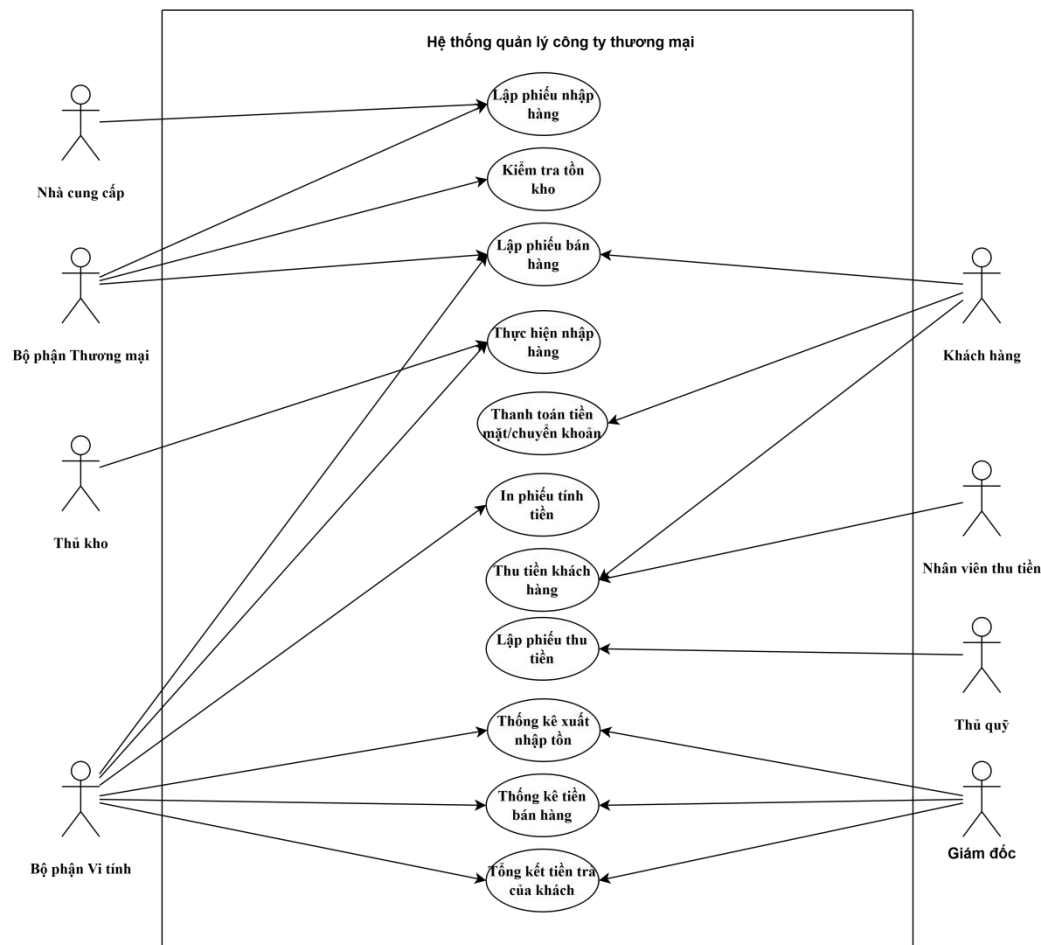 Hệ thống quản lý công ty thương mại
Lập phiếu nhập
hàng
Nhà cung cấp
Kiểm tra tồn
kho
Lập phiếu bán
hàng
Bộ phận Thương mại
Khách hàng
Thực hiện nhập
hàng
Thanh toán tiền
mặt/chuyển khoản
Thủ kho
In phiếu tính
tiền
Nhân viên thu tiền
Thu tiền khách
hàng
Lập phiếu thu
tiền
Thủ quỹ
Thống kê xuất
nhập tồn
Thống kê tiền
bán hàng
Bộ phận Vi tính
Giám đốc
Tổng kết tiền trả
của khách